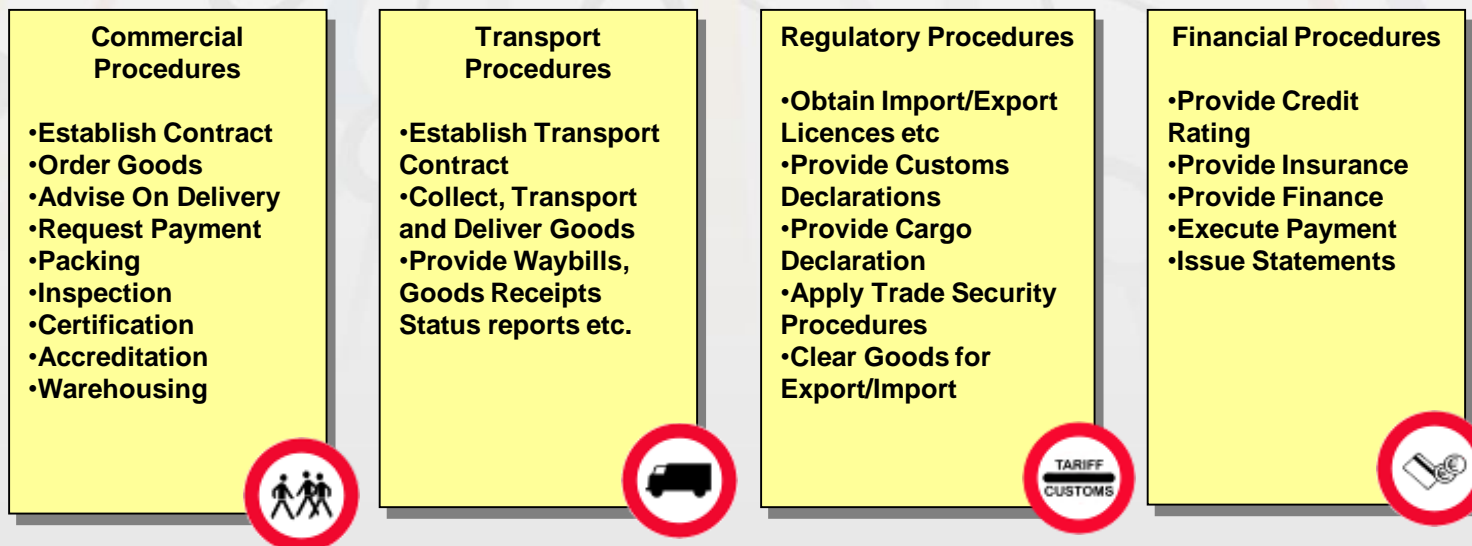 Commercial
Procedures
•Establish Contract
•Order Goods
•Advise On Delivery
•Request Payment
•Packing
•Inspection
•Certification
•Accreditation
•Warehousing
Transport
Procedures
•Establish Transport
Contract
•Collect, Transport
and Deliver Goods
•Provide Waybills,
Goods Receipts
Status reports etc.
Regulatory Procedures
•Obtain Import/Export
Licences etc
•Provide Customs
Declarations
•Provide Cargo
Declaration
•Apply Trade Security
Procedures
•Clear Goods for
Export/Import
TARIFF
CUSTOMS
Financial Procedures
•Provide Credit
Rating
•Provide Insurance
•Provide Finance
•Execute Payment
•Issue Statements